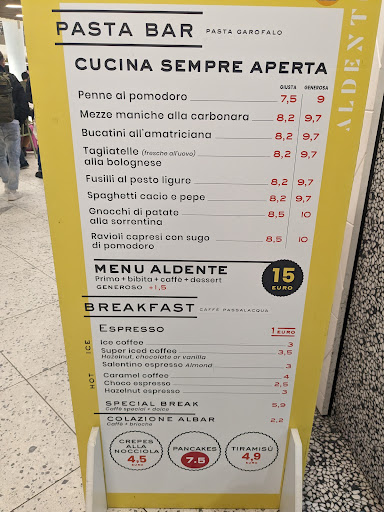 PASTA BAR PASTA GAROFALO
ALDENT
CUCINA SEMPRE APERTA
GIUSTA GENEROSA
Penne al pomodoro 7,5 9
Mezze maniche alla carbonara 8,2 9,7
Bucatini all'amatriciana 8,2 9,7
Tagliatelle (fresche all'uovo) 8,2 9,7
alla bolognese
Fusilli al pesto ligure 8,2 9,7
Spaghetti cacio e pepe 8,2 9,7
Gnocchi di patate 8,5 10
alla sorrentina
Ravioli capresi con sugo 8,5 10
di pomodoro
MENU ALDENTE
Primo + bibita + caffè + dessert
GENEROSO +1,5
15
EURO
BREAKFAST CAFFÈ PASSALACQUA
ESPRESSO 1 EURO
ICE
Ice coffee 3
Super iced coffee 3,5
Hazelnut, chocolate or vanilla
Salentino espresso Almond 3
HOT
Caramel coffee 4
Choco espresso 2,5
Hazelnut espresso 3
SPECIAL BREAK 5,9
Caffè special + dolce
COLAZIONE ALBAR 2,2
Caffè + brioche
CREPES
ALLA
NOCCIOLA
4,5
EURO
PANCAKES
7.5
TIRAMISÙ
4,9
EURO